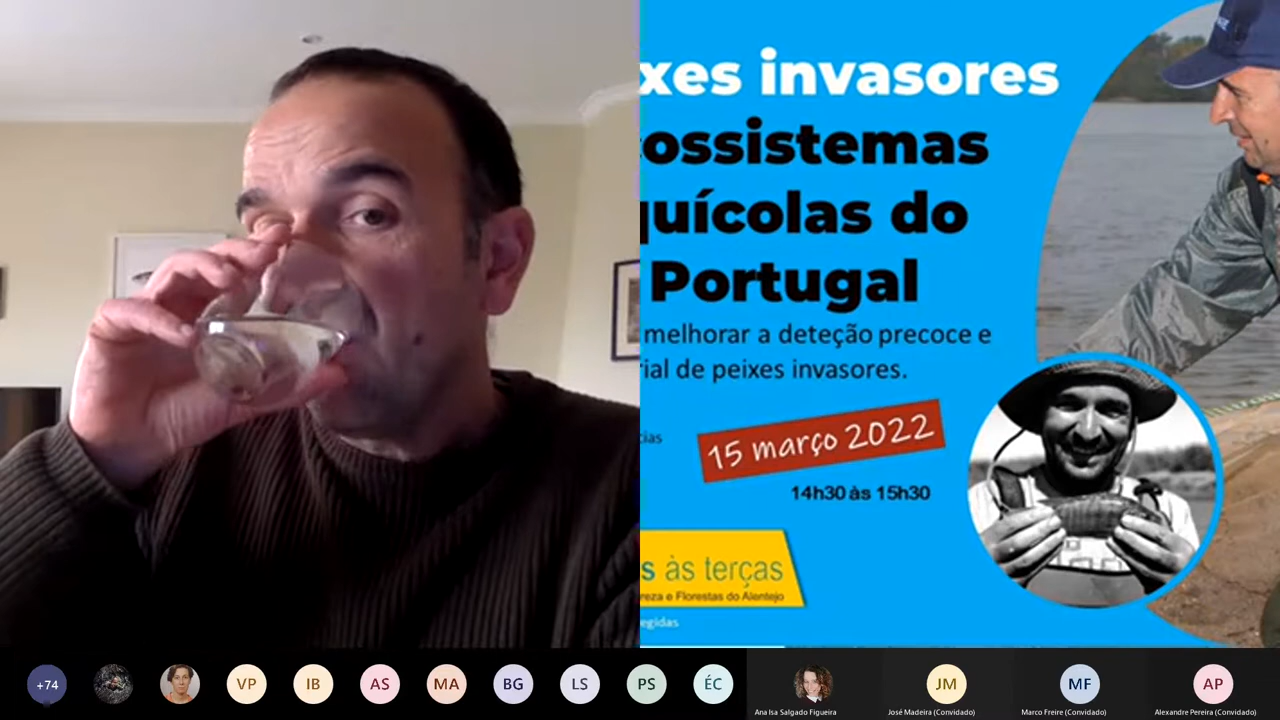 xes invasores
cossistemas
quícolas do
Portugal
melhorar a deteção precoce e
rial de peixes invasores.
cias
15 março 2022
14h30 às 15h30
s às terças
reza e Florestas do Alentejo
egidas
+74
VP
IB
AS
MA
BG
LS
PS
ÉC
JM
MF
AP
Ana Isa Salgado Figueira
José Madeira (Convidado)
Marco Freire (Convidado)
Alexandre Pereira (Convidado)